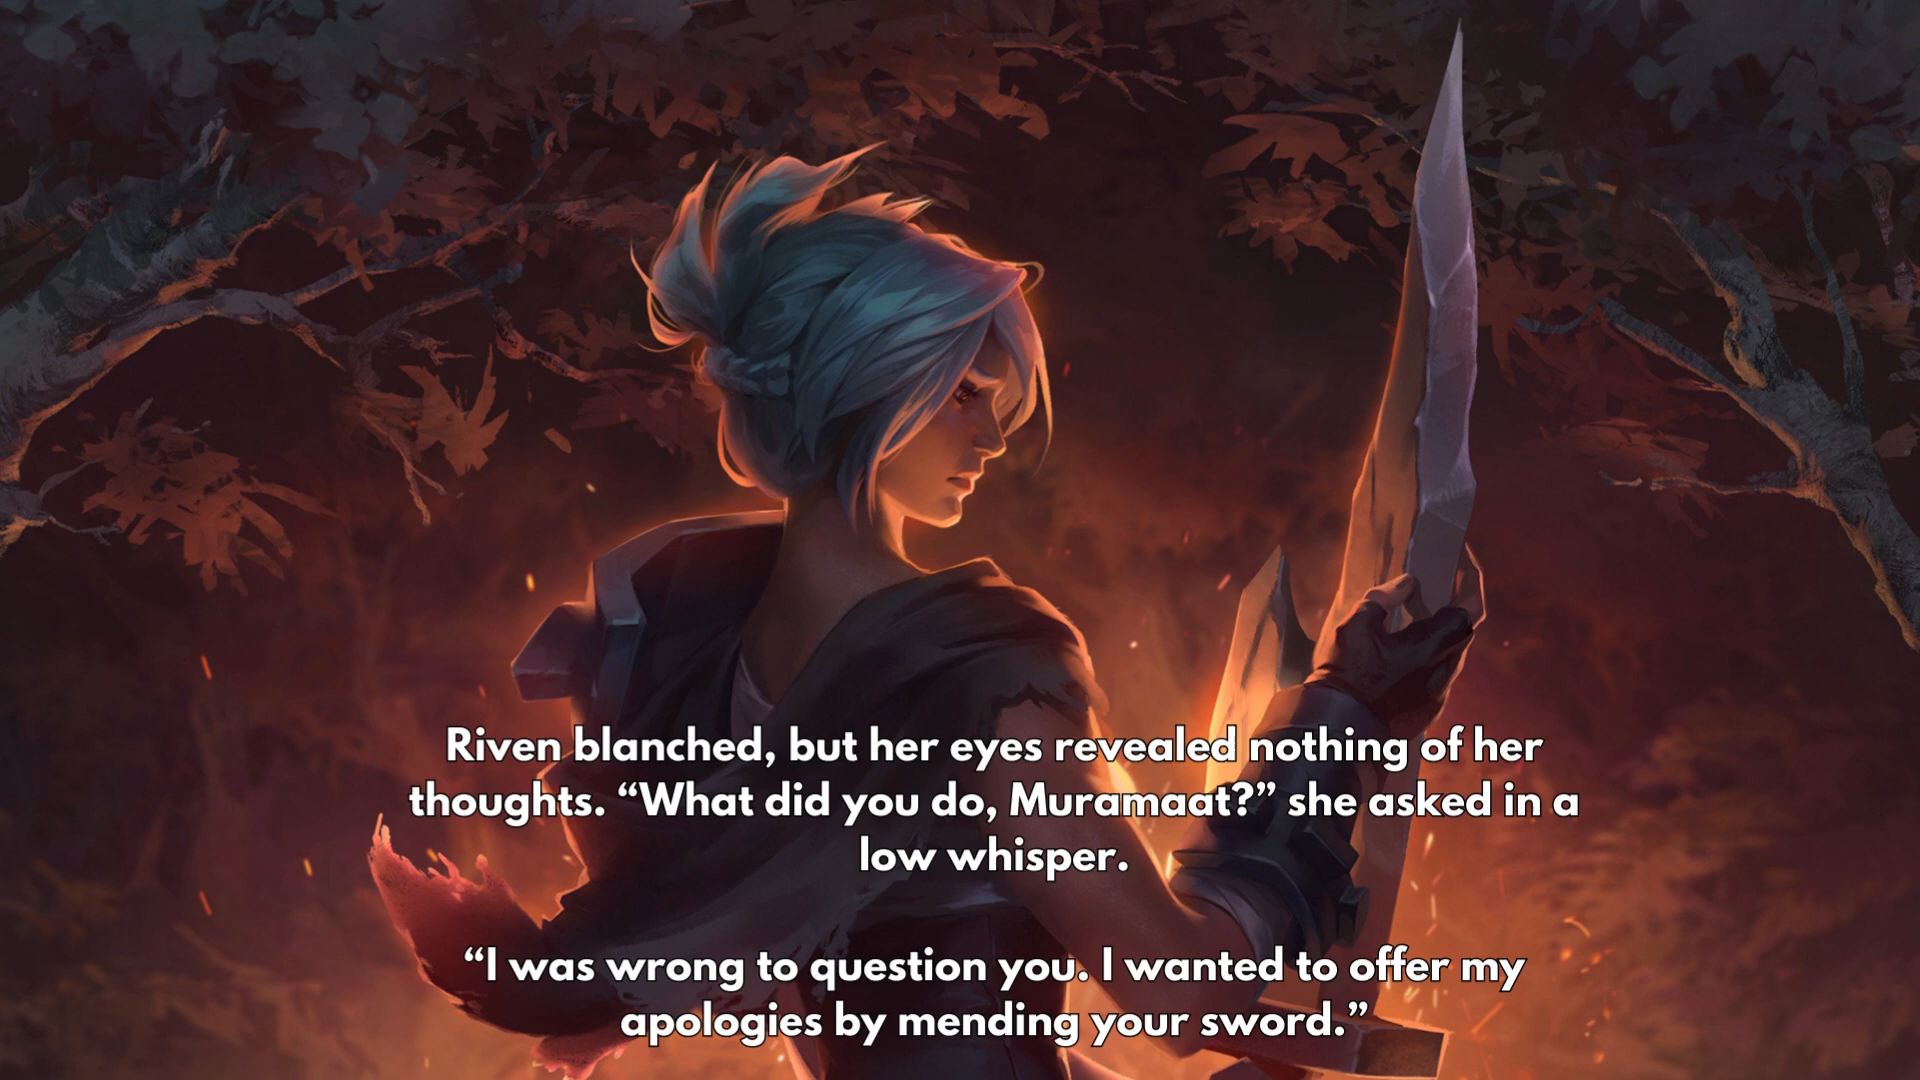 Riven blanched, but her eyes revealed nothing of her
thoughts. “What did you do, Muramaat?” she asked in a
low whisper.
“I was wrong to question you. I wanted to offer my
apologies by mending your sword.”